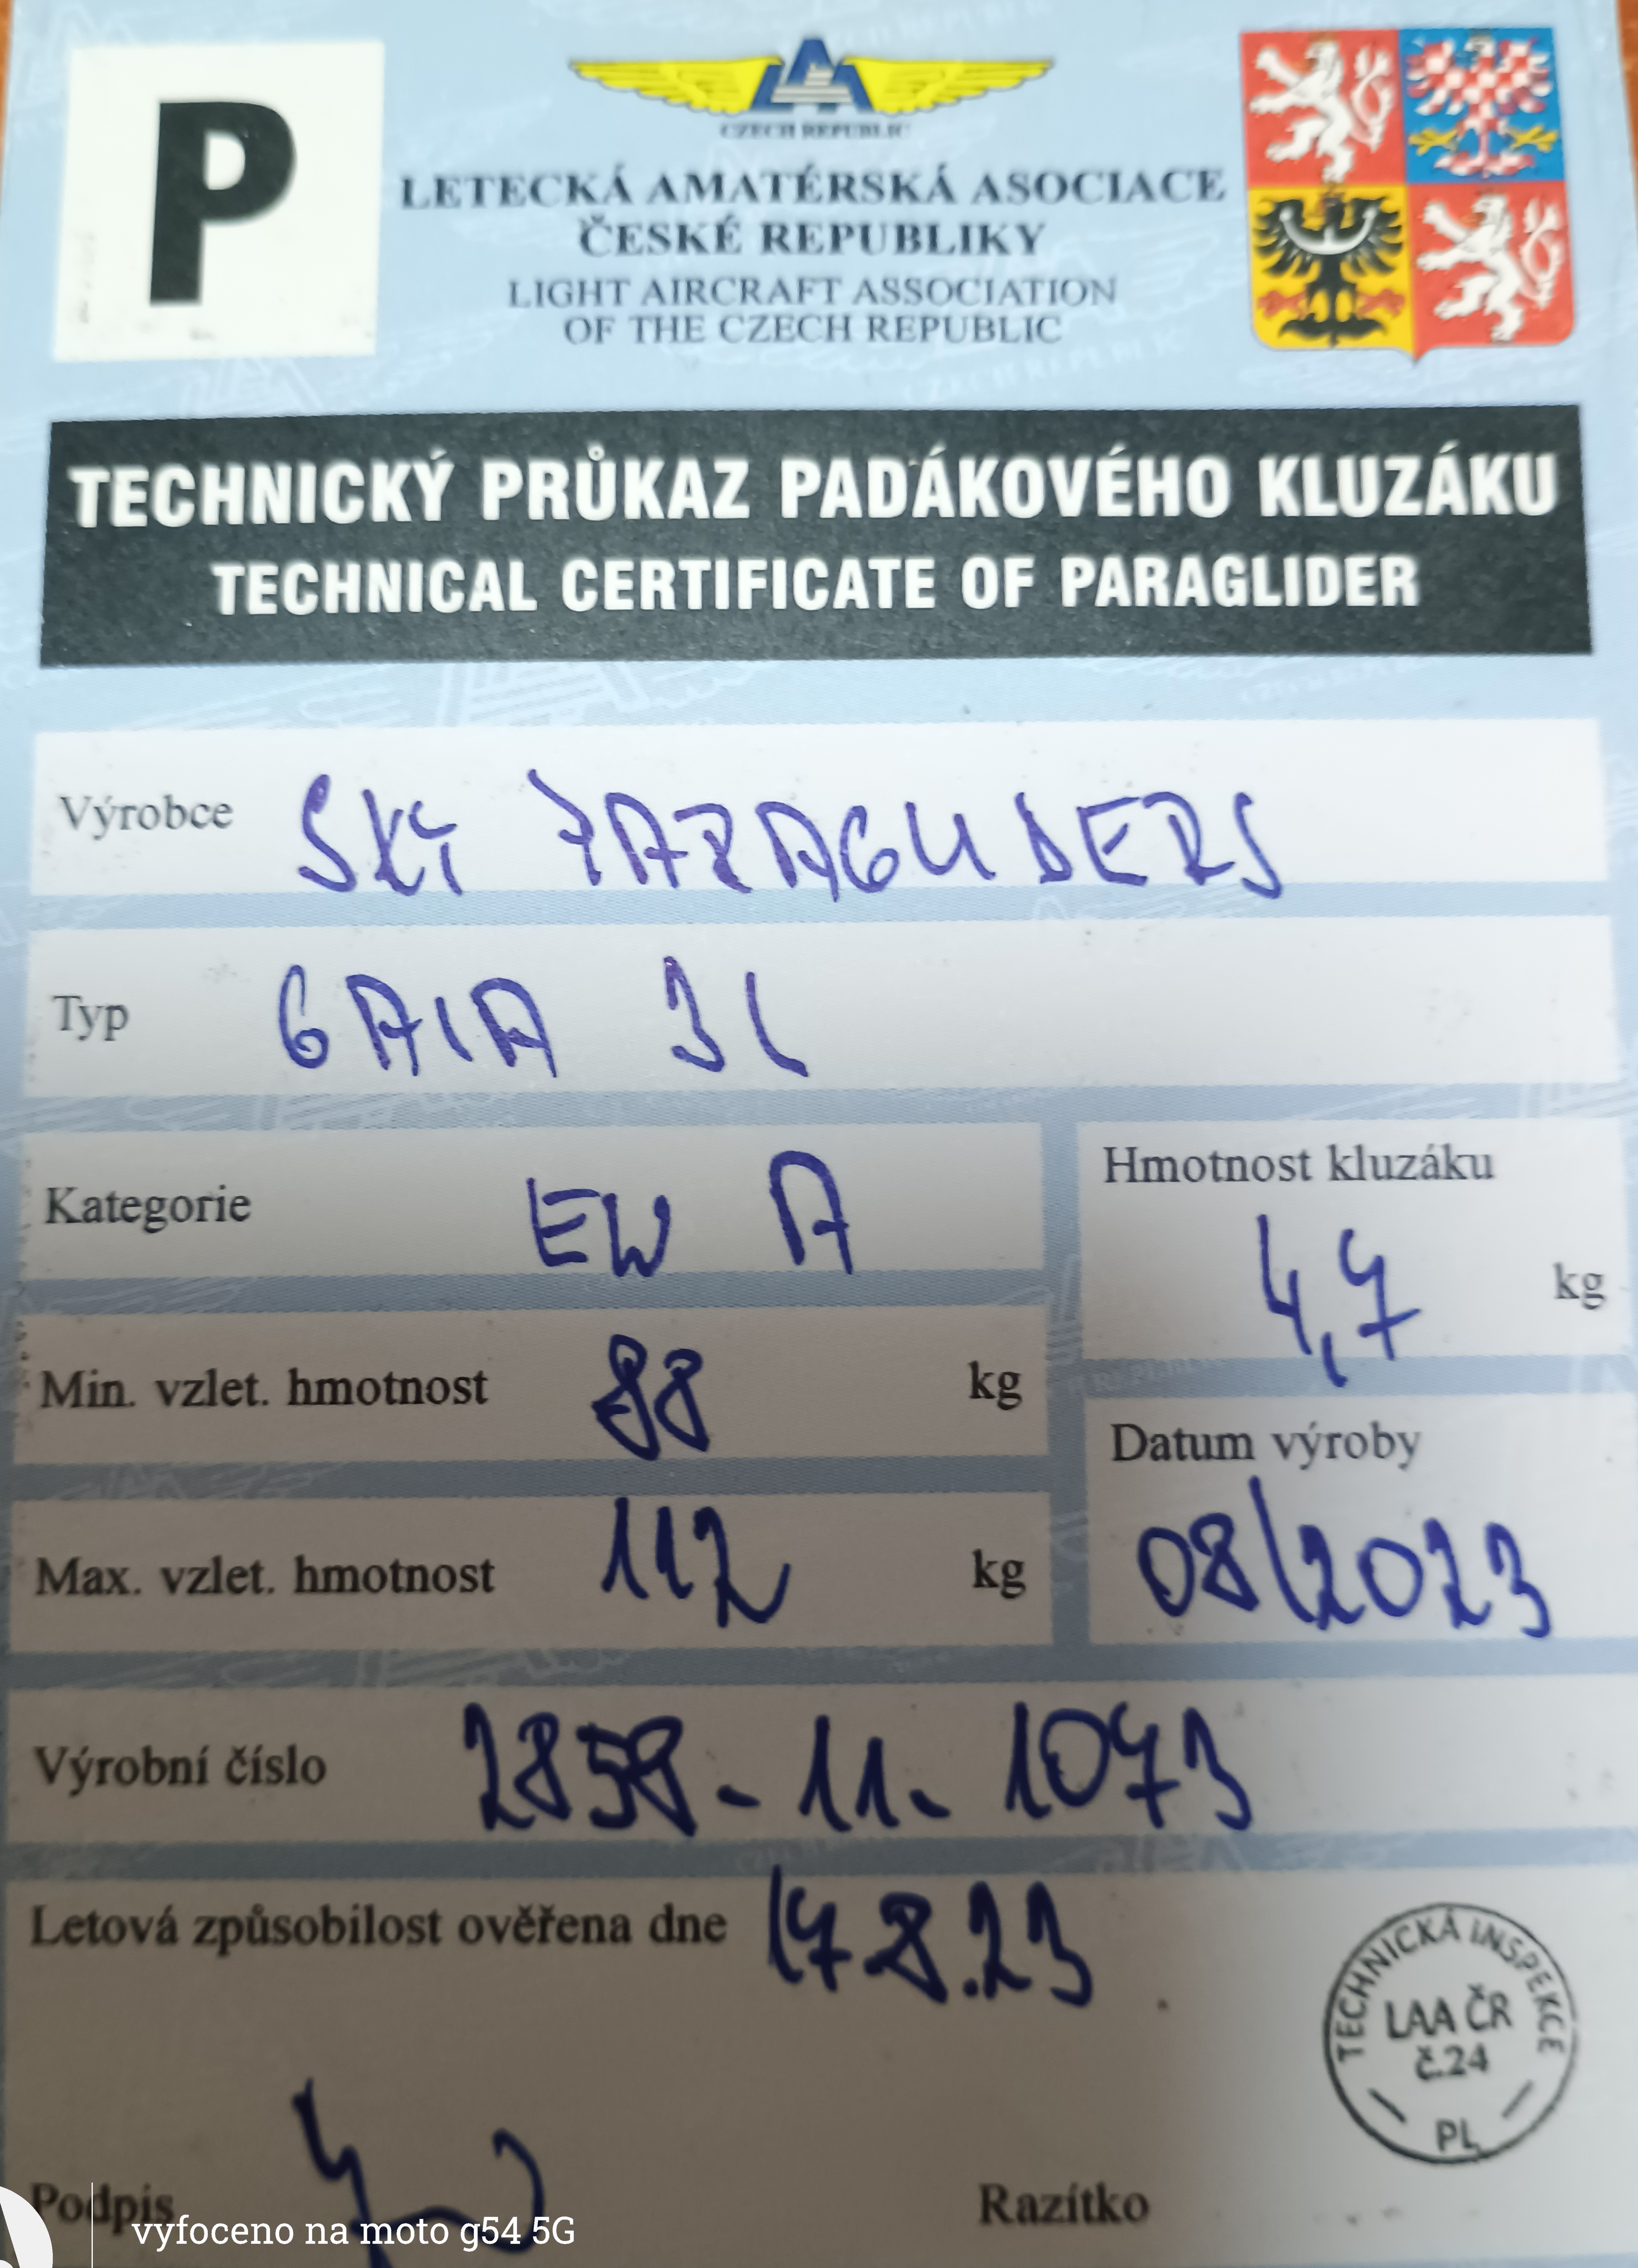 P
CZECH REPUBLIC
LETECKÁ AMATÉRSKÁ ASOCIACE
ČESKÉ REPUBLIKY
LIGHT AIRCRAFT ASSOCIATION
OF THE CZECH REPUBLIC
TECHNICKÝ PRŮKAZ PADÁKOVÉHO KLUZÁKU
TECHNICAL CERTIFICATE OF PARAGLIDER
Výrobce SKY PARAGLIDERS
Typ GAIA 3 L
Kategorie EN A
Hmotnost kluzáku
4,7 kg
Min. vzlet. hmotnost 88 kg
Datum výroby
08/2023
Max. vzlet. hmotnost 112 kg
Výrobní číslo 2858-11-1073
Letová způsobilost ověřena dne 17.8.23
TECHNICKÁ INSPEKCE
LAA ČR
č.24
PL
Podpis
Razítko
vyfoceno na moto g54 5G